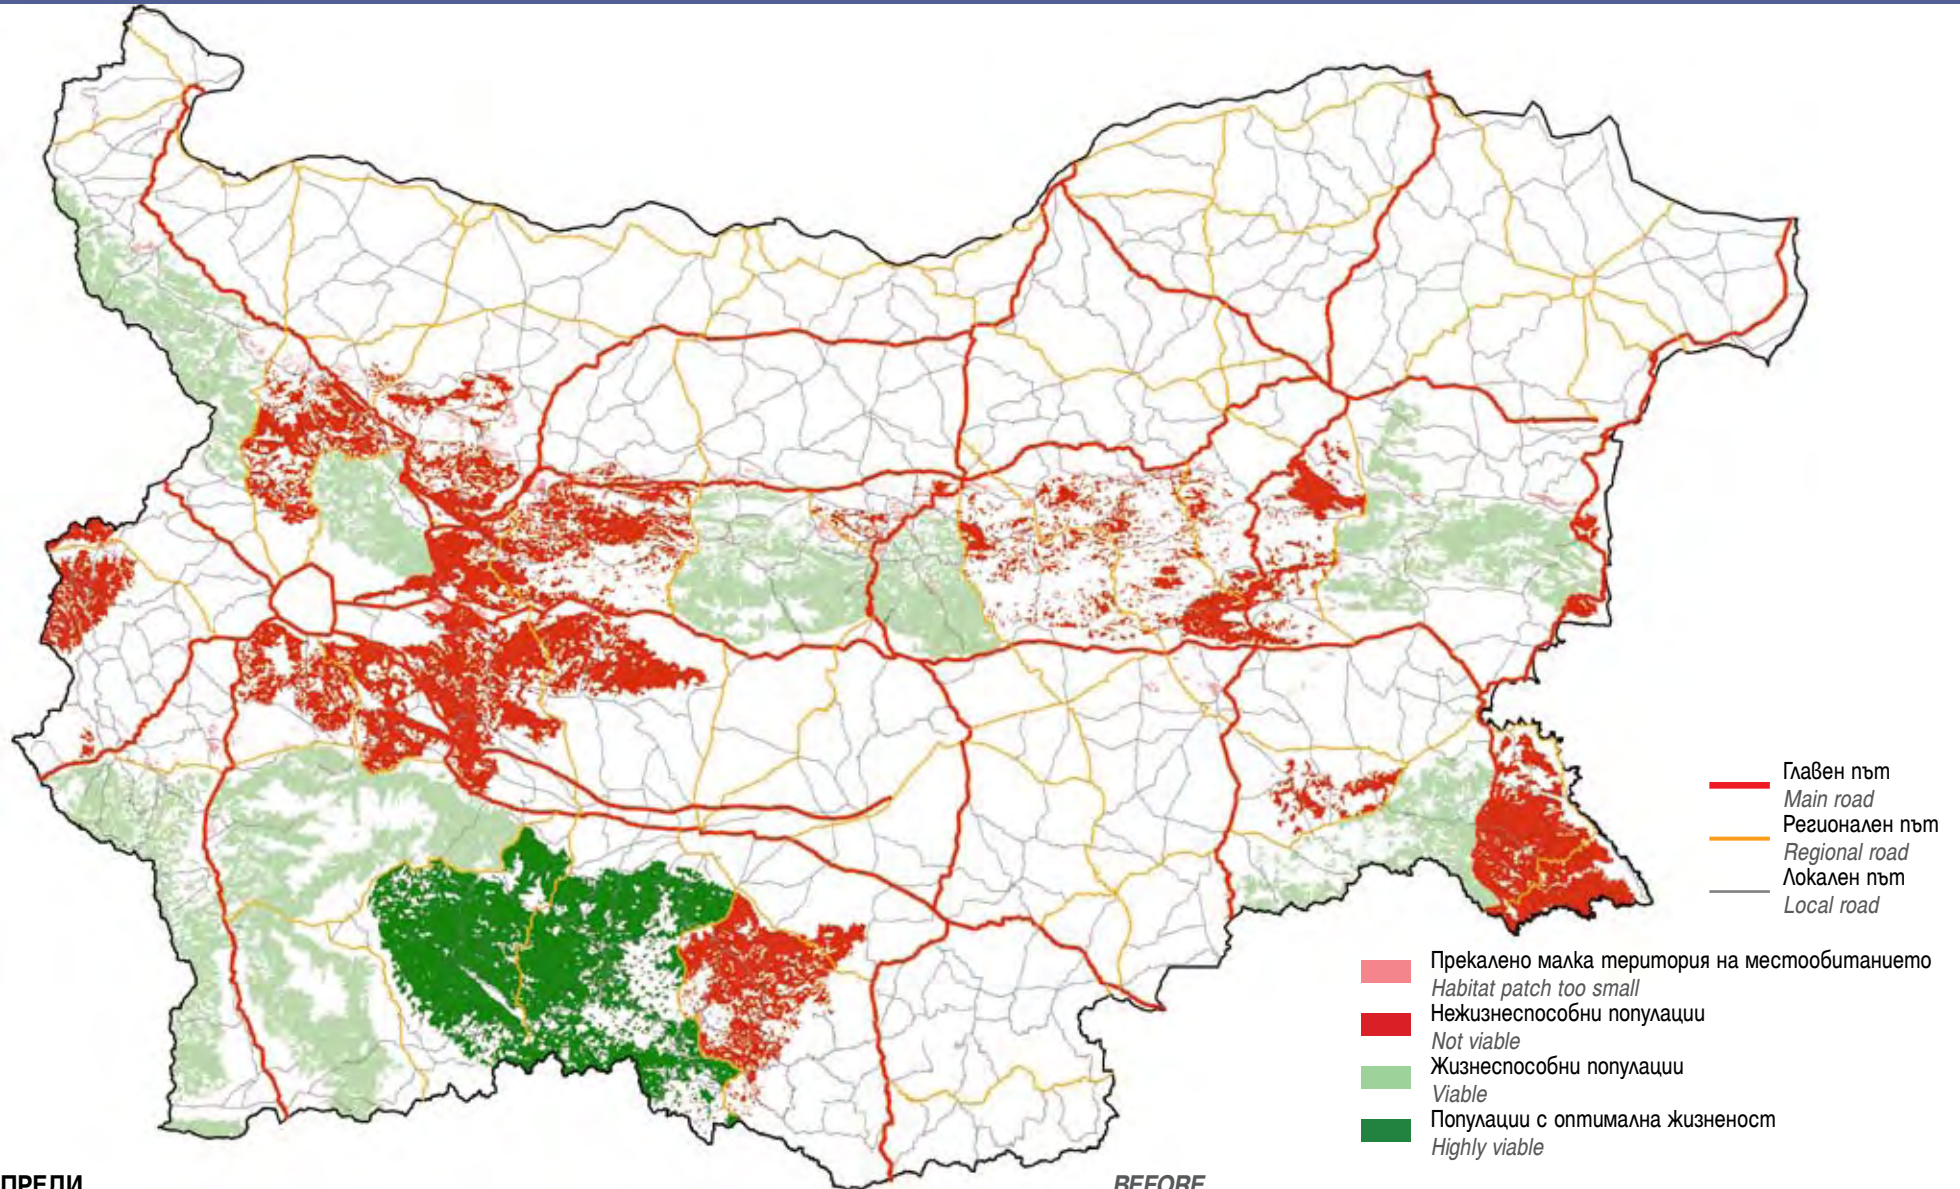 Главен път
Main road
Регионален път
Regional road
Локален път
Local road
Прекалено малка територия на местообитанието
Habitat patch too small
Нежизнеспособни популации
Not viable
Жизнеспособни популации
Viable
Популации с оптимална жизненост
Highly viable
ПРЕДИ
BEFORE